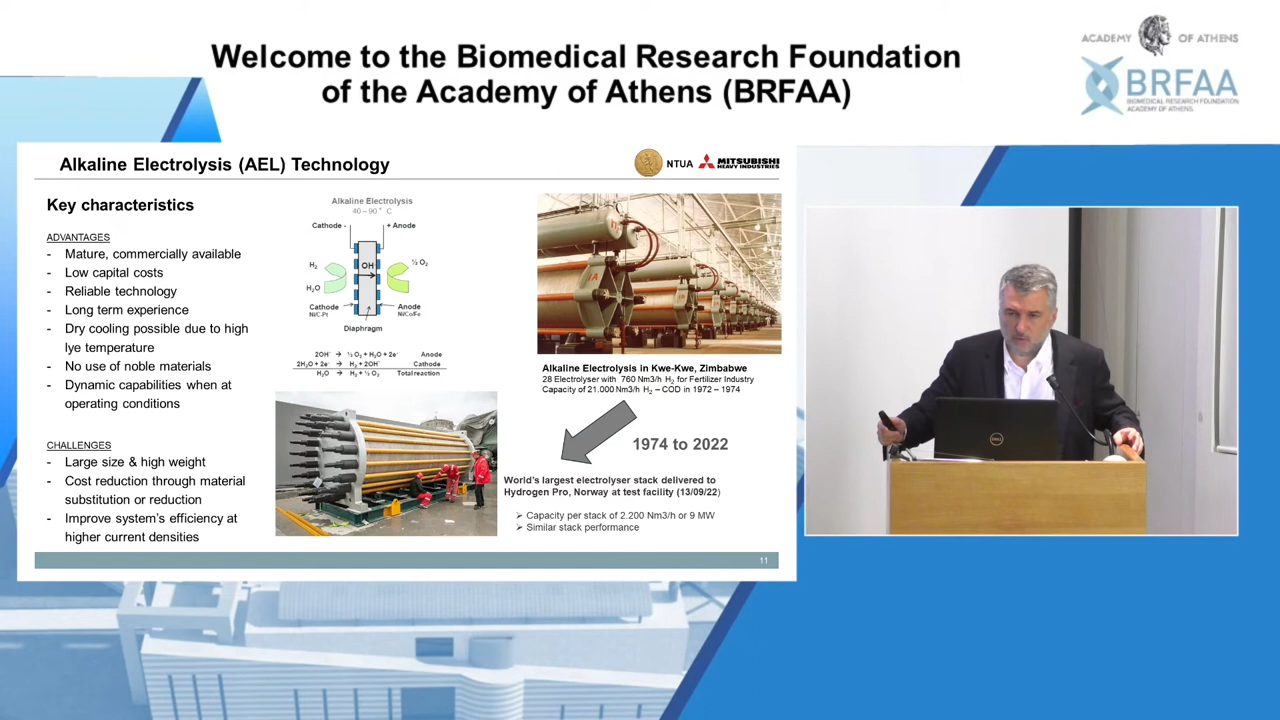 Welcome to the Biomedical Research Foundation
of the Academy of Athens (BRFAA)
ACADEMY OF ATHENS
BRFAA
BIOMEDICAL RESEARCH FOUNDATION
ACADEMY OF ATHENS
Alkaline Electrolysis (AEL) Technology
NTUA
MITSUBISHI
HEAVY INDUSTRIES
Key characteristics
ADVANTAGES
- Mature, commercially available
- Low capital costs
- Reliable technology
- Long term experience
- Dry cooling possible due to high
lye temperature
- No use of noble materials
- Dynamic capabilities when at
operating conditions
CHALLENGES
- Large size & high weight
- Cost reduction through material
substitution or reduction
- Improve system's efficiency at
higher current densities
Alkaline Electrolysis
40 – 90 ° C
Cathode - + Anode
H₂ OH ½ O₂
H₂O
Cathode Anode
Ni/C-Pt Ni/Co/Fe
Diaphragm
2OH⁻ → ½ O₂ + H₂O + 2e⁻ Anode
2H₂O + 2e⁻ → H₂ + 2OH⁻ Cathode
H₂O → H₂ + ½ O₂ Total reaction
Alkaline Electrolysis in Kwe-Kwe, Zimbabwe
28 Electrolyser with 760 Nm3/h H₂ for Fertilizer Industry
Capacity of 21.000 Nm3/h H₂ – COD in 1972 – 1974
1974 to 2022
World's largest electrolyser stack delivered to
Hydrogen Pro, Norway at test facility (13/09/22)
➢ Capacity per stack of 2.200 Nm3/h or 9 MW
➢ Similar stack performance
11
DELL